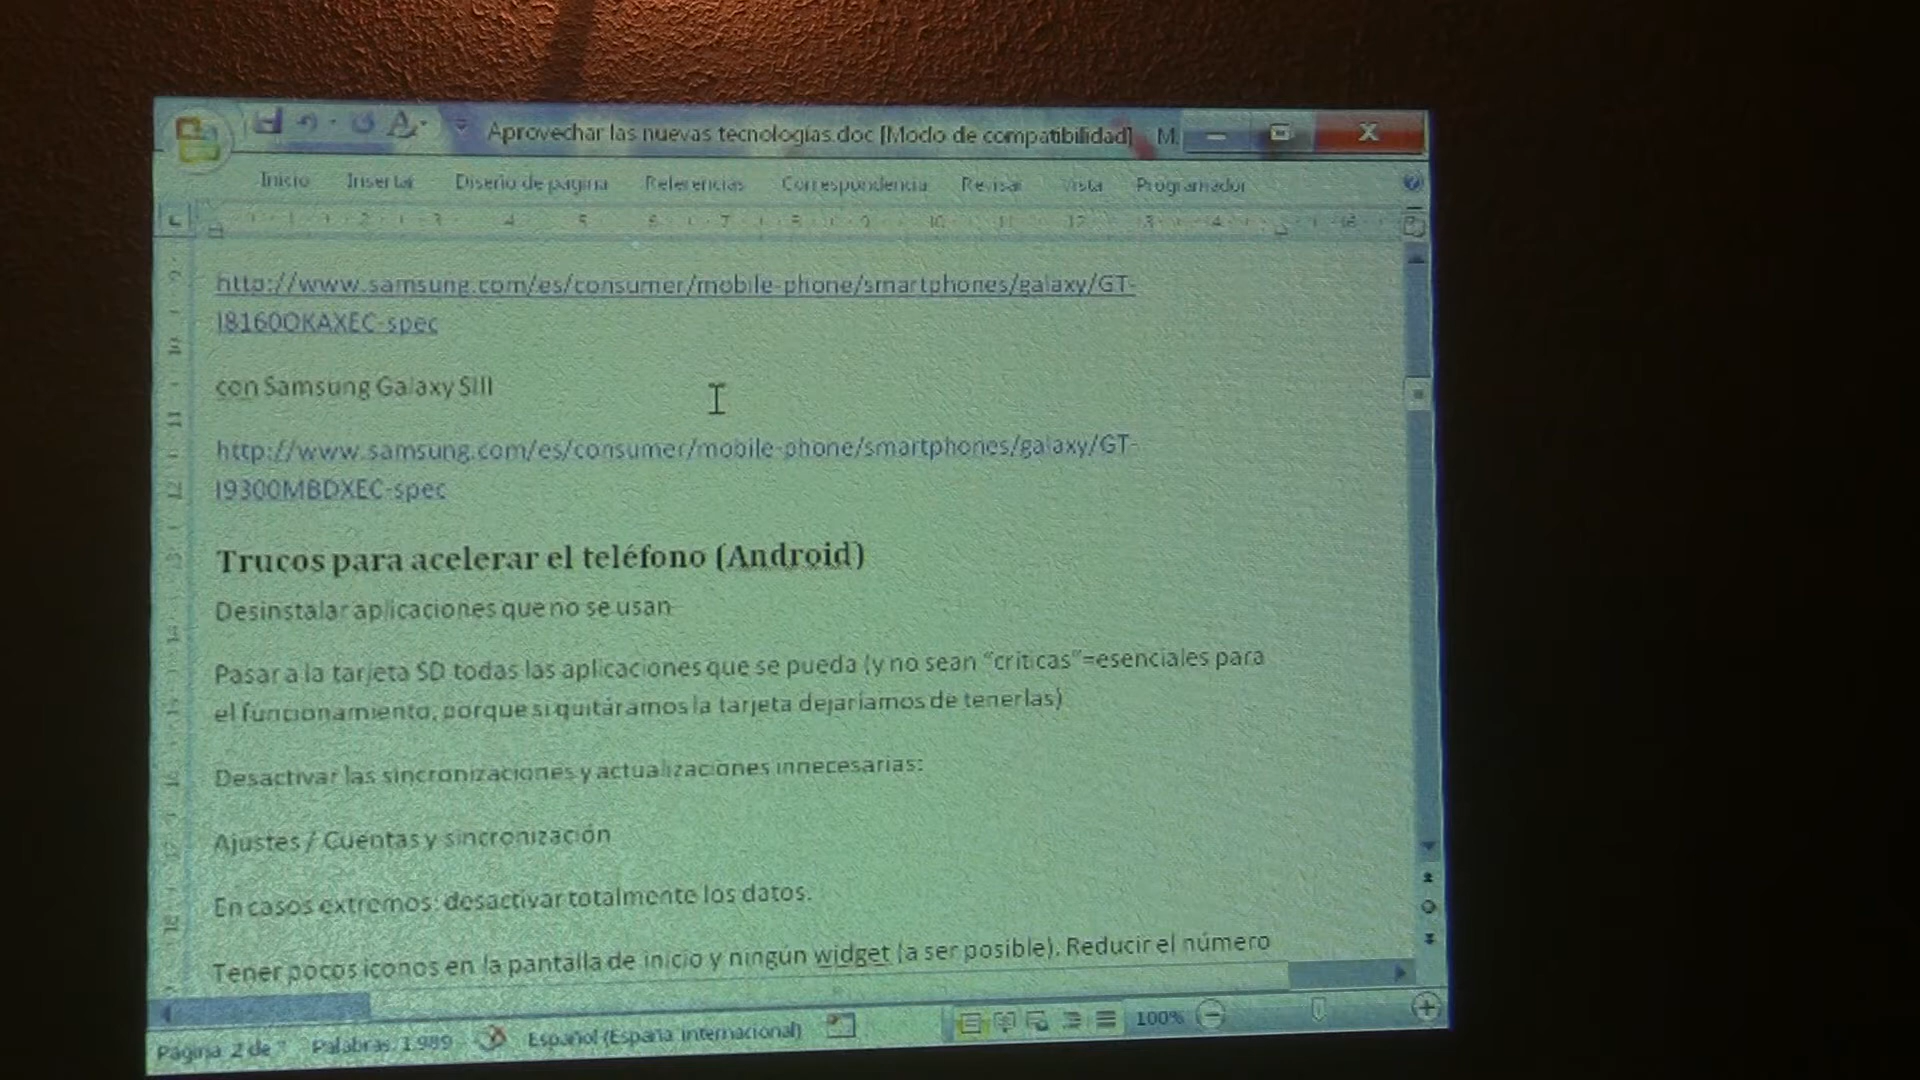 Aprovechar las nuevas tecnologías.doc [Modo de compatibilidad] M.
Inicio Insertar Diseño de página Referencias Correspondencia Revisar Vista Programador
http://www.samsung.com/es/consumer/mobile-phone/smartphones/galaxy/GT-
I8160OKAXEC-spec
con Samsung Galaxy SIII
http://www.samsung.com/es/consumer/mobile-phone/smartphones/galaxy/GT-
I9300MBDXEC-spec
Trucos para acelerar el teléfono (Android)
Desinstalar aplicaciones que no se usan
Pasar a la tarjeta SD todas las aplicaciones que se pueda (y no sean "críticas"=esenciales para
el funcionamiento, porque si quitáramos la tarjeta dejaríamos de tenerlas)
Desactivar las sincronizaciones y actualizaciones innecesarias:
Ajustes / Cuentas y sincronización
En casos extremos: desactivar totalmente los datos.
Tener pocos iconos en la pantalla de inicio y ningún widget (a ser posible). Reducir el número
Página 2 de Palabras: 1.989 Español (España internacional) 100%